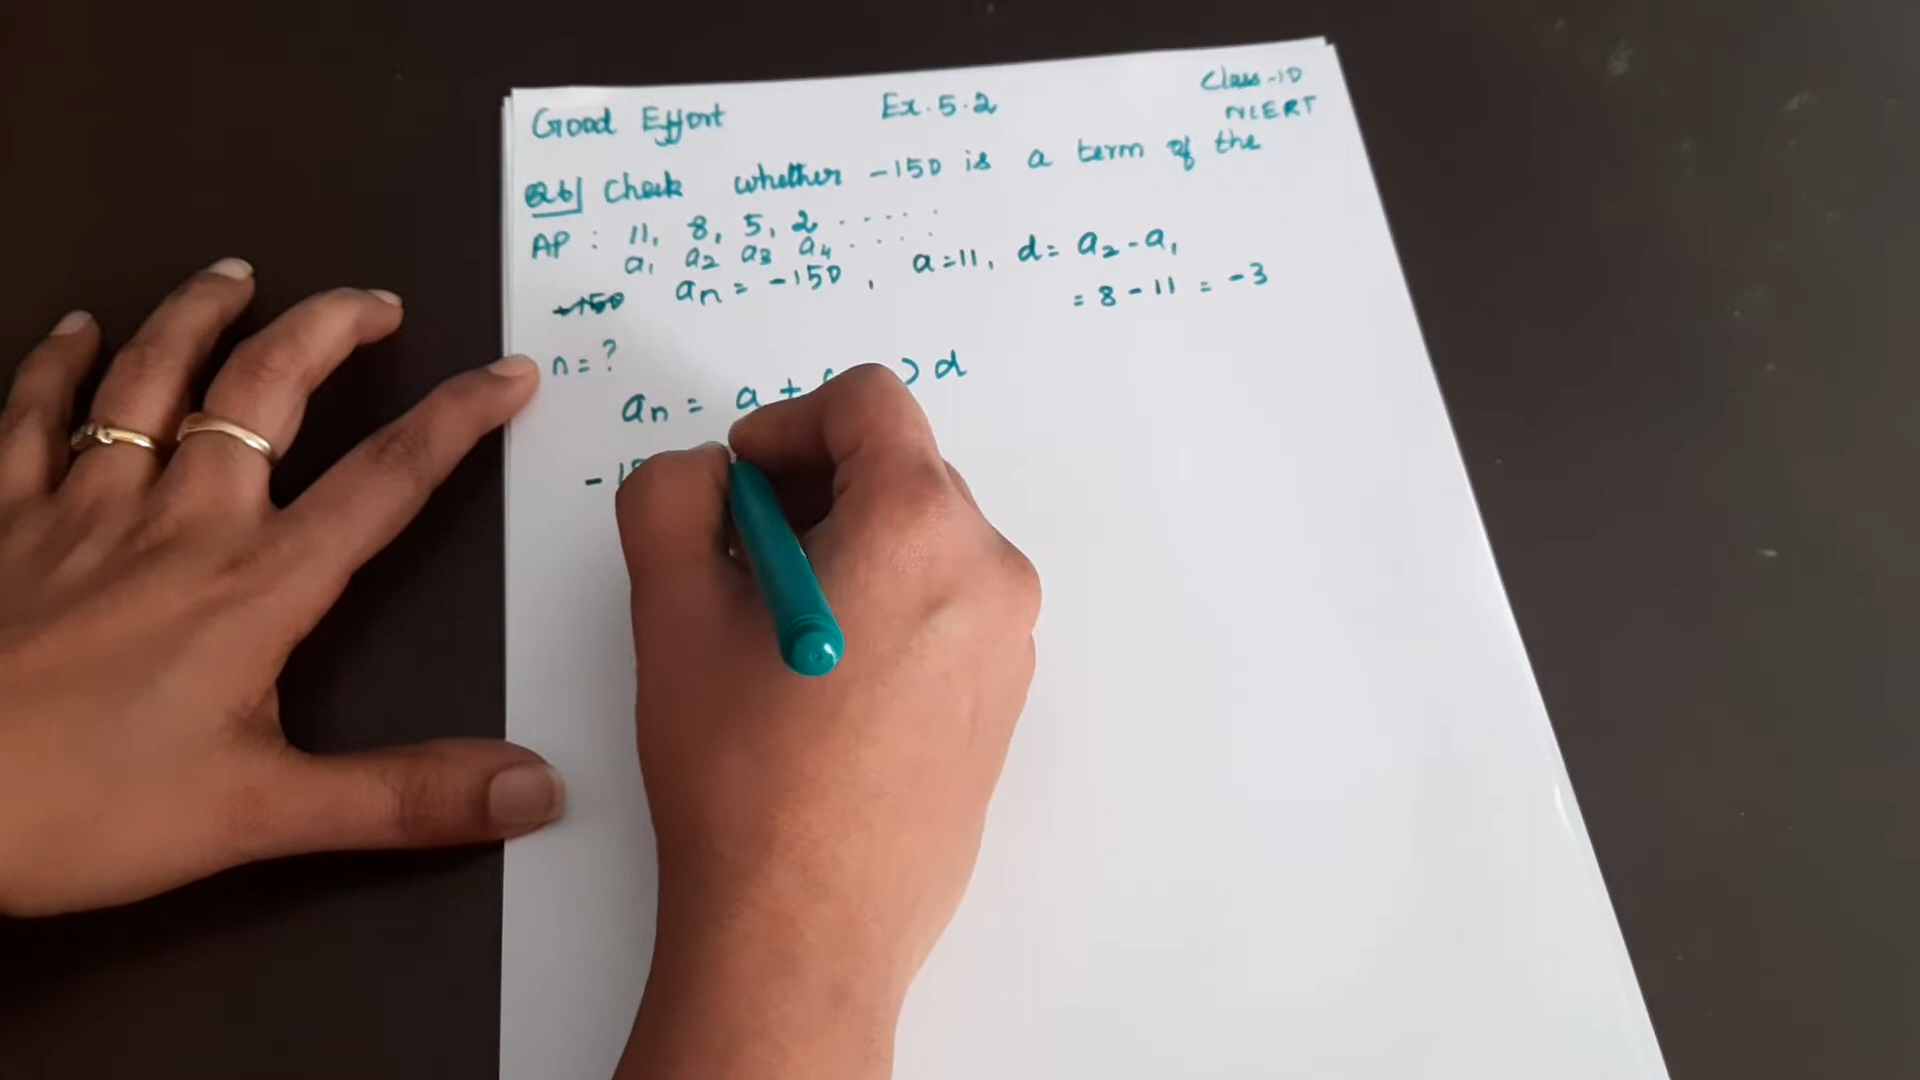 Good Effort Ex. 5.2 Class-10
NCERT
Q6] Check whether -150 is a term of the
AP : 11, 8, 5, 2 .....
a₁ a₂ a₃ a₄ ....
aₙ = -150 , a=11, d= a₂-a₁
= 8 - 11 = -3
n = ?
aₙ = a + ) d
-